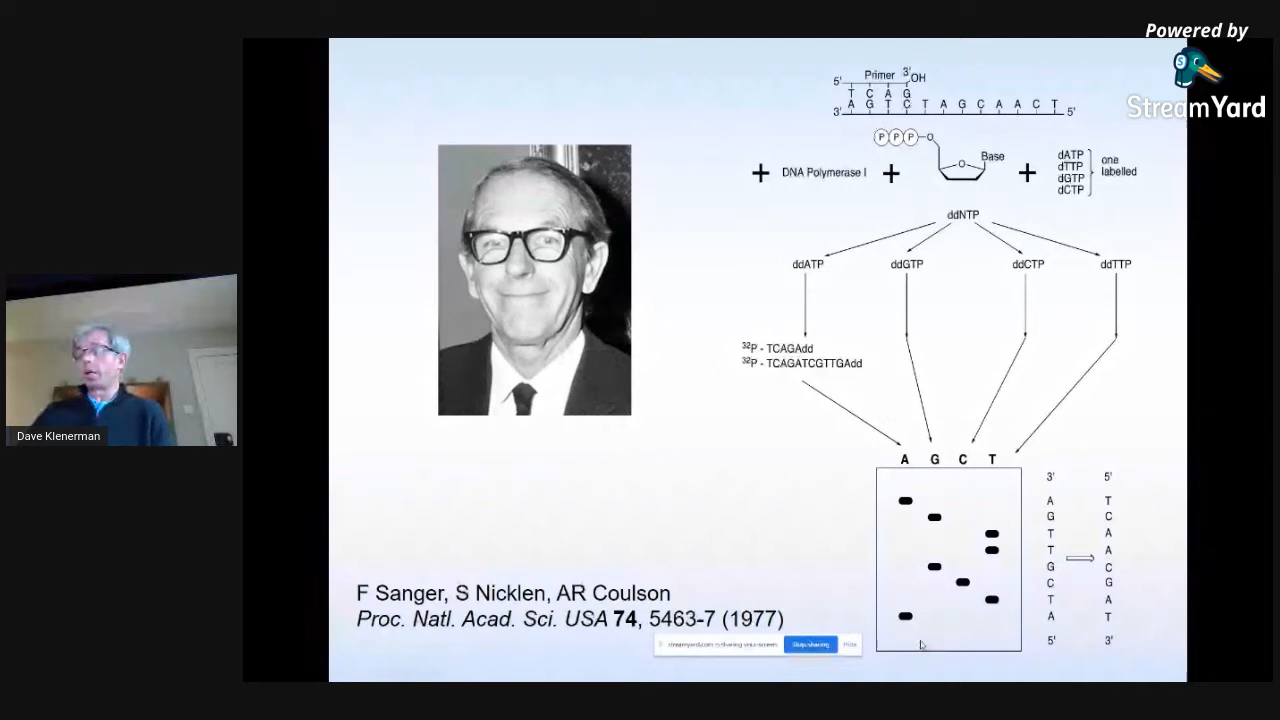 Powered by
StreamYard
Primer 3' OH
5'
T C A G
3' A G T C T A G C A A C T 5'
P P P O
Base
+ DNA Polymerase I + O +
dATP
dTTP
dGTP
dCTP
one
labelled
ddNTP
ddATP ddGTP ddCTP ddTTP
32P - TCAGAdd
32P - TCAGATCGTTGAdd
A G C T
3' 5'
A T
G C
T A
T A
G C
C G
T A
A T
5' 3'
Dave Klenerman
F Sanger, S Nicklen, AR Coulson
Proc. Natl. Acad. Sci. USA 74, 5463-7 (1977)
streamyard.com is sharing your screen. Stop sharing Hide